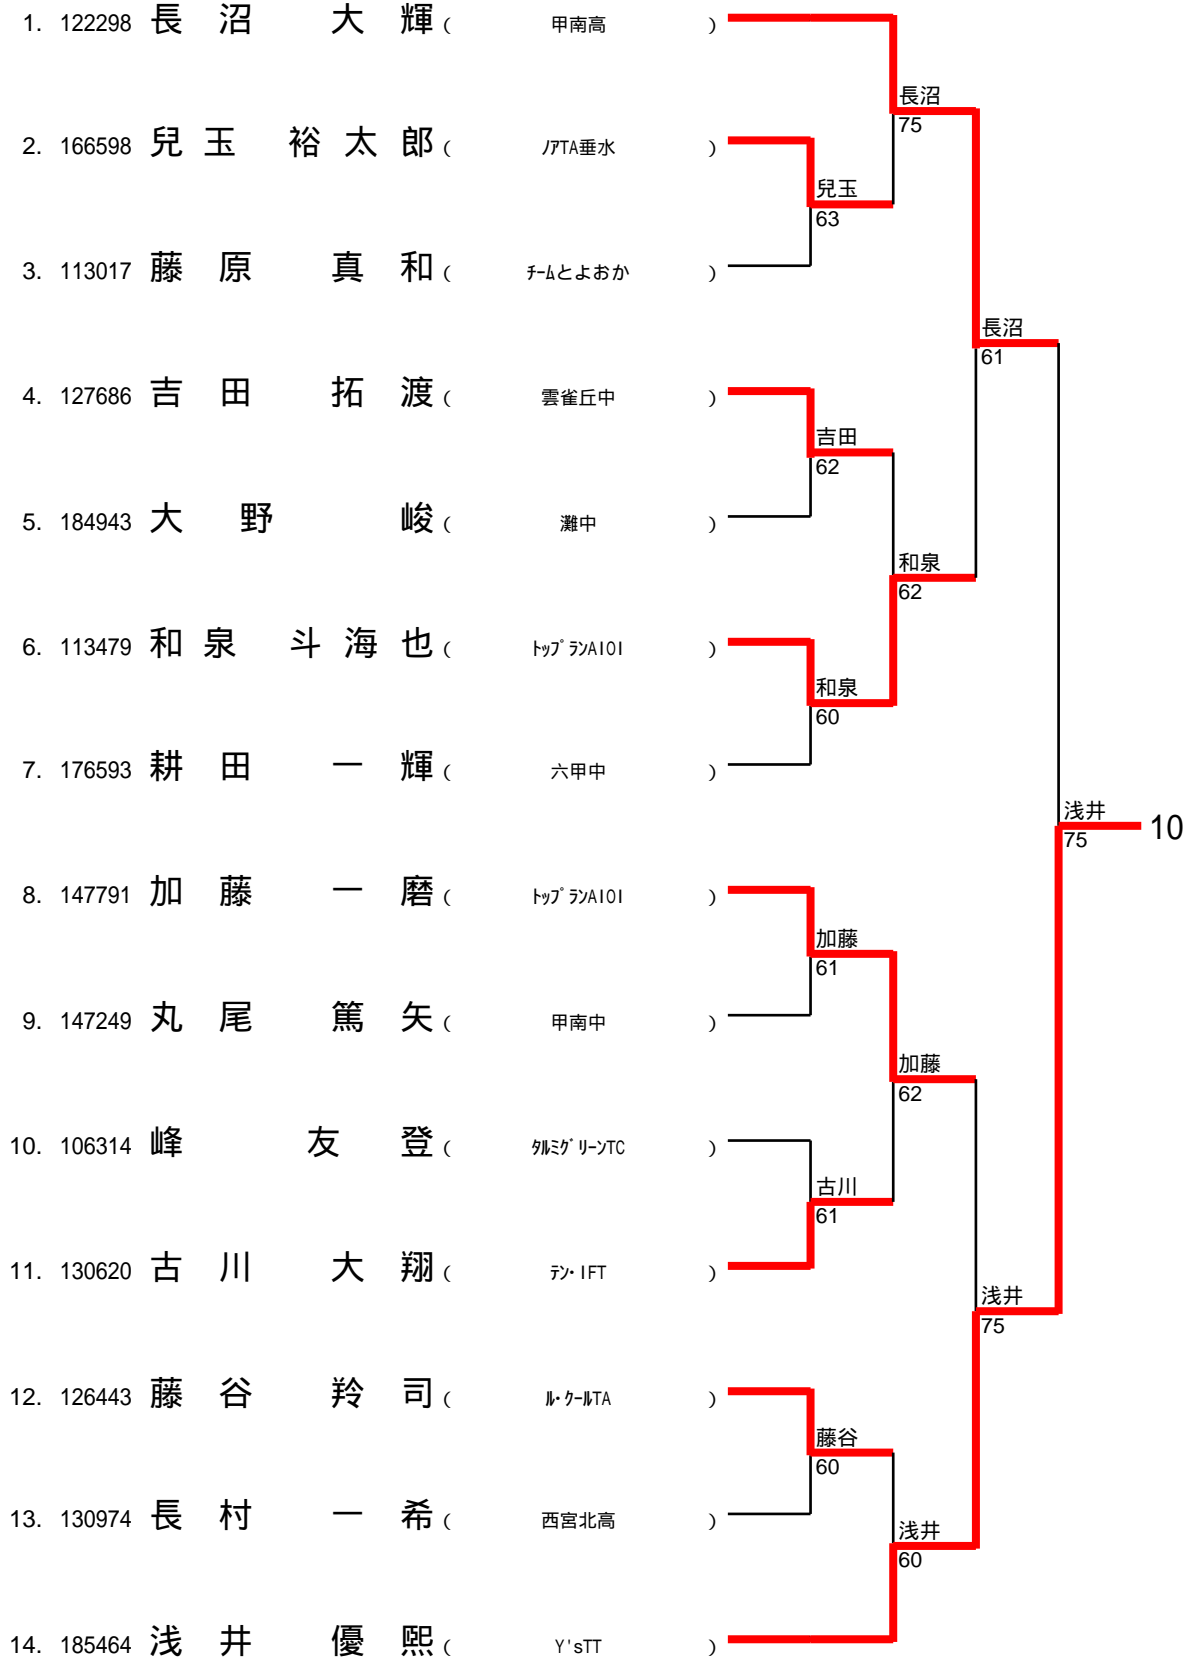 1. 122298 長 沼 大 輝 ( 甲南高 )
長沼
75
2. 166598 兒 玉 裕 太 郎 ( ﾉｱTA垂水 )
兒玉
63
3. 113017 藤 原 真 和 ( ﾁｰﾑとよおか )
長沼
61
4. 127686 吉 田 拓 渡 ( 雲雀丘中 )
吉田
62
5. 184943 大 野 峻 ( 灘中 )
和泉
62
6. 113479 和 泉 斗 海 也 ( ﾄｯﾌﾟﾗﾝAIOI )
和泉
60
7. 176593 耕 田 一 輝 ( 六甲中 )
浅井
75
10
8. 147791 加 藤 一 磨 ( ﾄｯﾌﾟﾗﾝAIOI )
加藤
61
9. 147249 丸 尾 篤 矢 ( 甲南中 )
加藤
62
10. 106314 峰 友 登 ( ﾀﾙﾐｸﾞﾘｰﾝTC )
古川
61
11. 130620 古 川 大 翔 ( ﾃﾝ･IFT )
浅井
75
12. 126443 藤 谷 羚 司 ( ﾙ･ｸｰﾙTA )
藤谷
60
13. 130974 長 村 一 希 ( 西宮北高 )
浅井
60
14. 185464 浅 井 優 煕 ( Y'sTT )